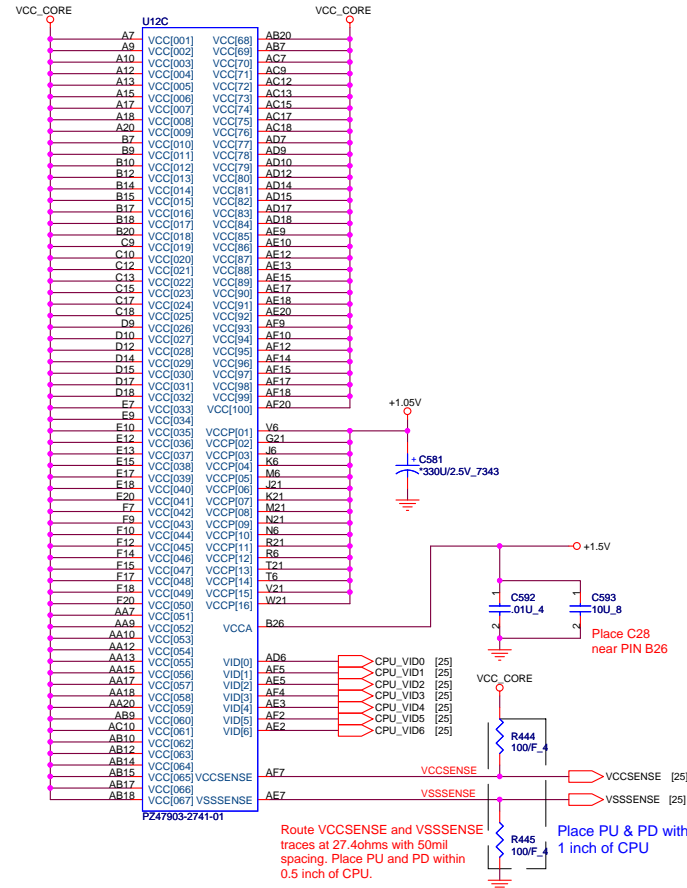 VCC_CORE VCC_CORE
U12C
A7 VCC[001] VCC[68] AB20
A9 VCC[002] VCC[69] AB7
A10 VCC[003] VCC[70] AC7
A12 VCC[004] VCC[71] AC9
A13 VCC[005] VCC[72] AC12
A15 VCC[006] VCC[73] AC13
A17 VCC[007] VCC[74] AC15
A18 VCC[008] VCC[75] AC17
A20 VCC[009] VCC[76] AC18
B7 VCC[010] VCC[77] AD7
B9 VCC[011] VCC[78] AD9
B10 VCC[012] VCC[79] AD10
B12 VCC[013] VCC[80] AD12
B14 VCC[014] VCC[81] AD14
B15 VCC[015] VCC[82] AD15
B17 VCC[016] VCC[83] AD17
B18 VCC[017] VCC[84] AD18
B20 VCC[018] VCC[85] AE9
C9 VCC[019] VCC[86] AE10
C10 VCC[020] VCC[87] AE12
C12 VCC[021] VCC[88] AE13
C13 VCC[022] VCC[89] AE15
C15 VCC[023] VCC[90] AE17
C17 VCC[024] VCC[91] AE18
C18 VCC[025] VCC[92] AE20
D9 VCC[026] VCC[93] AF9
D10 VCC[027] VCC[94] AF10
D12 VCC[028] VCC[95] AF12
D14 VCC[029] VCC[96] AF14
D15 VCC[030] VCC[97] AF15
D17 VCC[031] VCC[98] AF17
D18 VCC[032] VCC[99] AF18
E7 VCC[033] VCC[100] AF20
E9 VCC[034]
E10 VCC[035] VCCP[01] V6
E12 VCC[036] VCCP[02] G21
E13 VCC[037] VCCP[03] J6
E15 VCC[038] VCCP[04] K6
E17 VCC[039] VCCP[05] M6
E18 VCC[040] VCCP[06] J21
E20 VCC[041] VCCP[07] K21
F7 VCC[042] VCCP[08] M21
F9 VCC[043] VCCP[09] N21
F10 VCC[044] VCCP[10] N6
F12 VCC[045] VCCP[11] R21
F14 VCC[046] VCCP[12] R6
F15 VCC[047] VCCP[13] T21
F17 VCC[048] VCCP[14] T6
F18 VCC[049] VCCP[15] V21
F20 VCC[050] VCCP[16] W21
AA7 VCC[051]
AA9 VCC[052] VCCA B26
AA10 VCC[053]
AA12 VCC[054]
AA13 VCC[055] VID[0] AD6 CPU_VID0 [25]
AA15 VCC[056] VID[1] AF5 CPU_VID1 [25]
AA17 VCC[057] VID[2] AE5 CPU_VID2 [25]
AA18 VCC[058] VID[3] AF4 CPU_VID3 [25]
AA20 VCC[059] VID[4] AE3 CPU_VID4 [25]
AB9 VCC[060] VID[5] AF2 CPU_VID5 [25]
AC10 VCC[061] VID[6] AE2 CPU_VID6 [25]
AB10 VCC[062]
AB12 VCC[063]
AB14 VCC[064]
AB15 VCC[065] VCCSENSE AF7 VCCSENSE VCCSENSE [25]
AB17 VCC[066]
AB18 VCC[067] VSSSENSE AE7 VSSSENSE VSSSENSE [25]
PZ47903-2741-01
+1.05V
+ C581
*330U/2.5V_7343
+1.5V
1 1
C592 C593
.01U_4 10U_8
2 2
Place C28
near PIN B26
VCC_CORE
R444
100/F_4
R445
100/F_4
Route VCCSENSE and VSSSENSE
traces at 27.4ohms with 50mil
spacing. Place PU and PD within
0.5 inch of CPU.
Place PU & PD with
1 inch of CPU